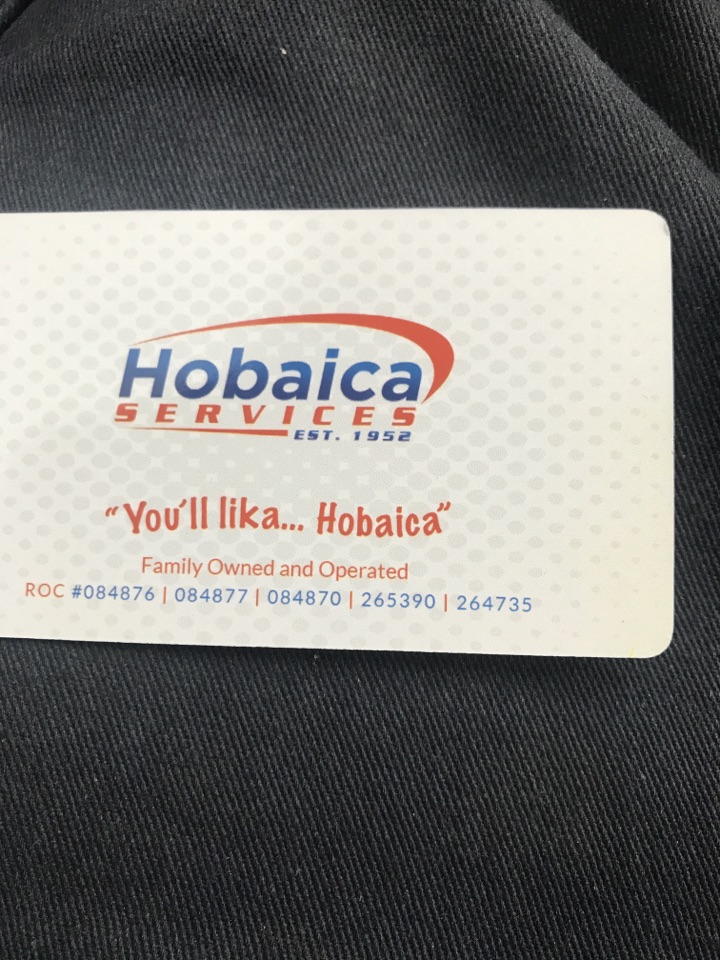 Hobaica
SERVICES
EST. 1952
“You'll lika... Hobaica”
Family Owned and Operated
ROC #084876 | 084877 | 084870 | 265390 | 264735